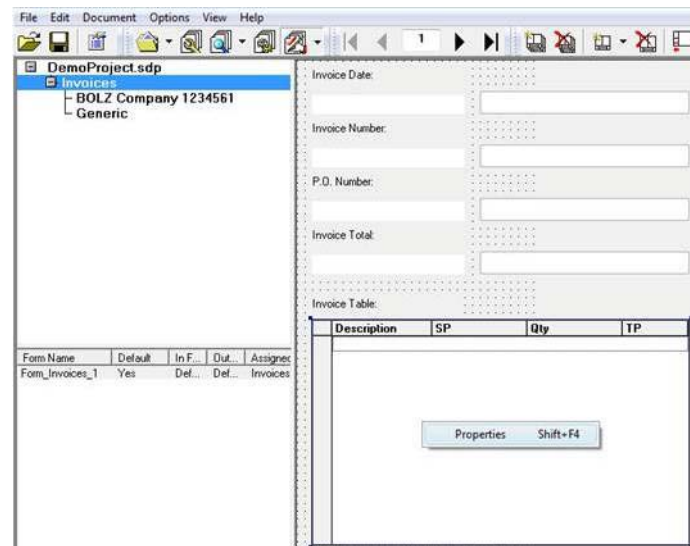 File Edit Document Options View Help
1
DemoProject.sdp
Invoices
BOLZ Company 1234561
Generic
Form Name Default In F... Out... Assigned
Form_Invoices_1 Yes Def... Def... Invoices
Invoice Date:
Invoice Number:
P.O. Number:
Invoice Total:
Invoice Table:
Description SP Qty TP
Properties Shift+F4